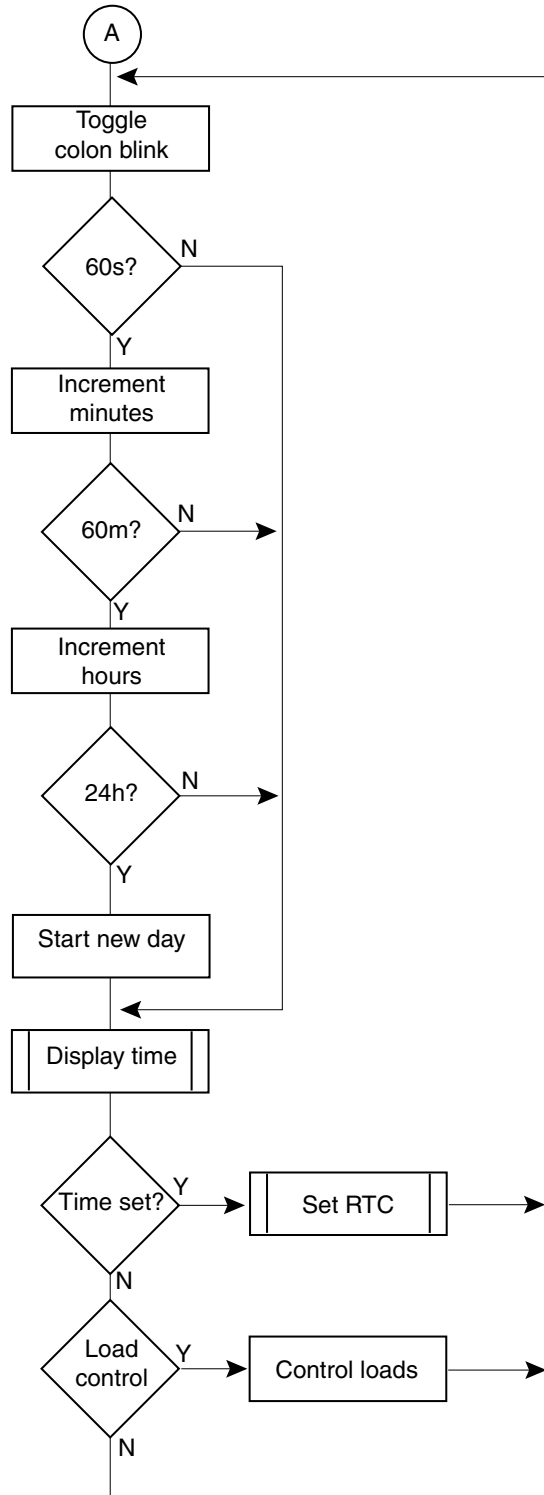 A
Toggle
colon blink
60s?
N
Y
Increment
minutes
60m?
N
Y
Increment
hours
24h?
N
Y
Start new day
Display time
Time set?
Y
Set RTC
N
Load
control
Y
Control loads
N